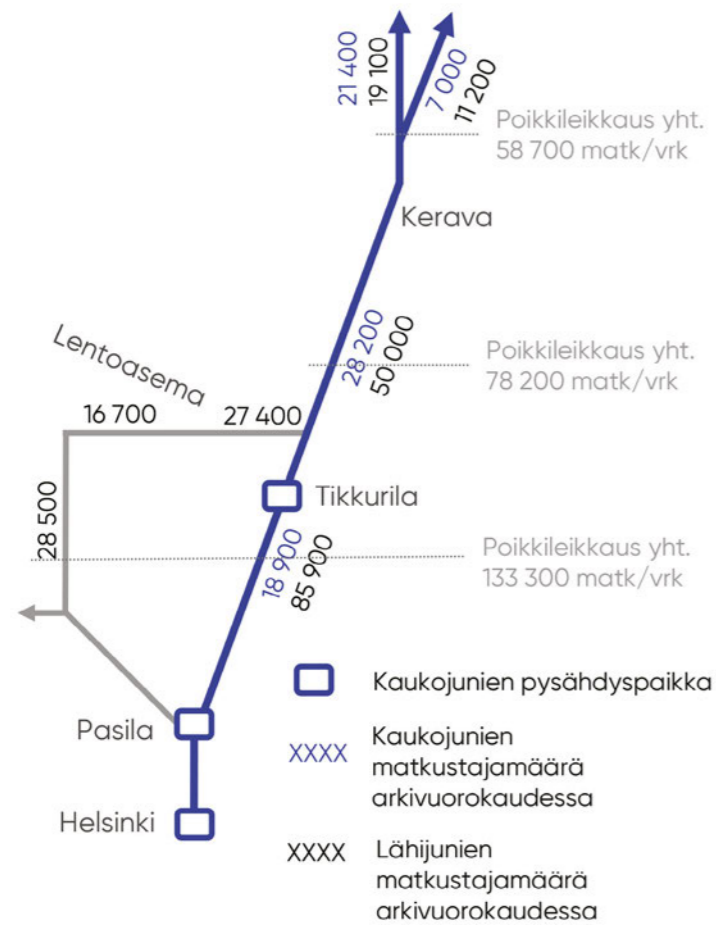 21 400
19 100
7 000
11 200
Poikkileikkaus yht.
58 700 matk/vrk
Kerava
28 200
50 000
Poikkileikkaus yht.
78 200 matk/vrk
Lentoasema
16 700
27 400
28 500
Tikkurila
18 900
85 900
Poikkileikkaus yht.
133 300 matk/vrk
Pasila
Helsinki
Kaukojunien pysähdyspaikka
XXXX Kaukojunien
matkustajamäärä
arkivuorokaudessa
XXXX Lähijunien
matkustajamäärä
arkivuorokaudessa